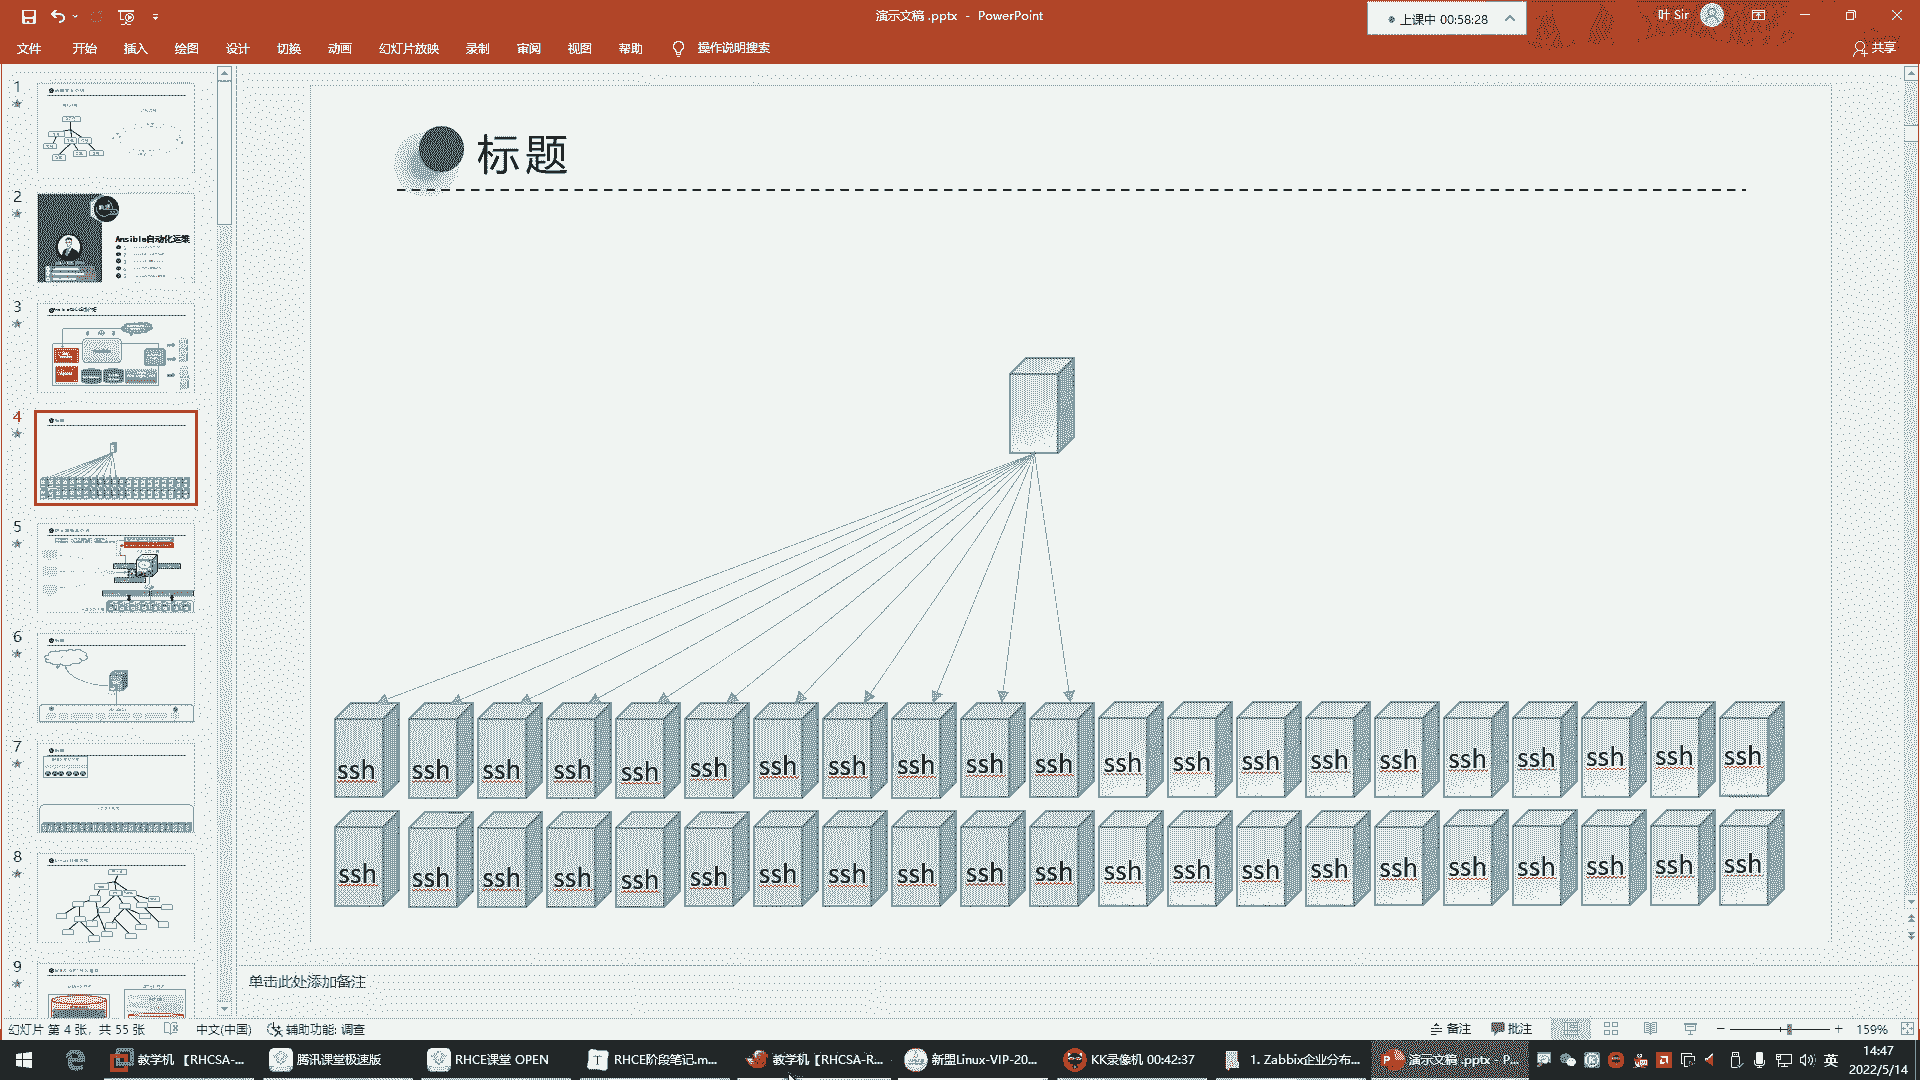 演示文稿 .pptx - PowerPoint
上课中 00:58:28
叶 Sir
文件 开始 插入 绘图 设计 切换 动画 幻灯片放映 录制 审阅 视图 帮助 操作说明搜索
共享
1
2
Ansible自动化运维
3
4
5
6
7
8
9
标题
ssh ssh ssh ssh ssh ssh ssh ssh ssh ssh ssh ssh ssh ssh ssh ssh ssh ssh ssh ssh ssh
ssh ssh ssh ssh ssh ssh ssh ssh ssh ssh ssh ssh ssh ssh ssh ssh ssh ssh ssh ssh ssh
单击此处添加备注
幻灯片 第 4 张，共 55 张 中文(中国) 辅助功能: 调查
备注 批注 159%
教学机 【RHCSA-... 腾讯课堂极速版 RHCE课堂 OPEN RHCE阶段笔记.m... 教学机【RHCSA-R... 新盟Linux-VIP-20... KK录像机 00:42:37 1. Zabbix企业分布... 演示文稿 .pptx - P... 英
14:47
2022/5/14